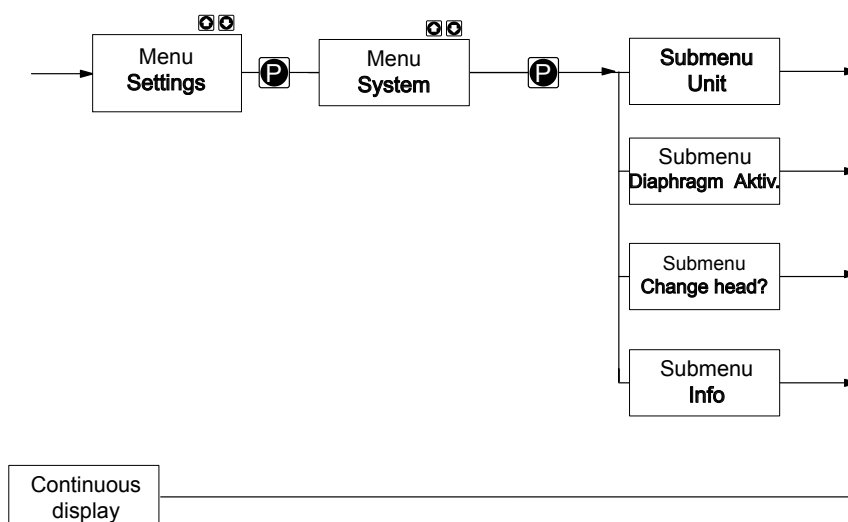 Menu
Settings
P
Menu
System
P
Submenu
Unit
Submenu
Diaphragm Aktiv.
Submenu
Change head?
Submenu
Info
Continuous
display